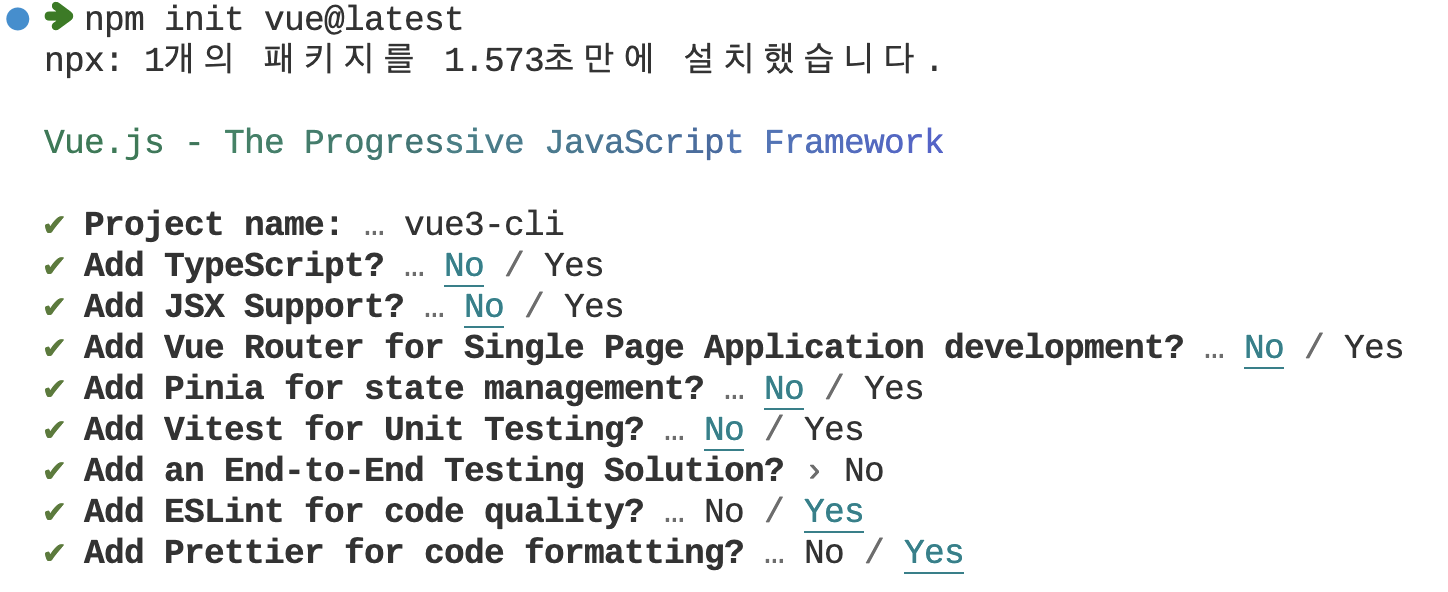 ➜ npm init vue@latest
npx: 1개의 패키지를 1.573초만에 설치했습니다.
Vue.js - The Progressive JavaScript Framework
✔ Project name: … vue3-cli
✔ Add TypeScript? … No / Yes
✔ Add JSX Support? … No / Yes
✔ Add Vue Router for Single Page Application development? … No / Yes
✔ Add Pinia for state management? … No / Yes
✔ Add Vitest for Unit Testing? … No / Yes
✔ Add an End-to-End Testing Solution? › No
✔ Add ESLint for code quality? … No / Yes
✔ Add Prettier for code formatting? … No / Yes